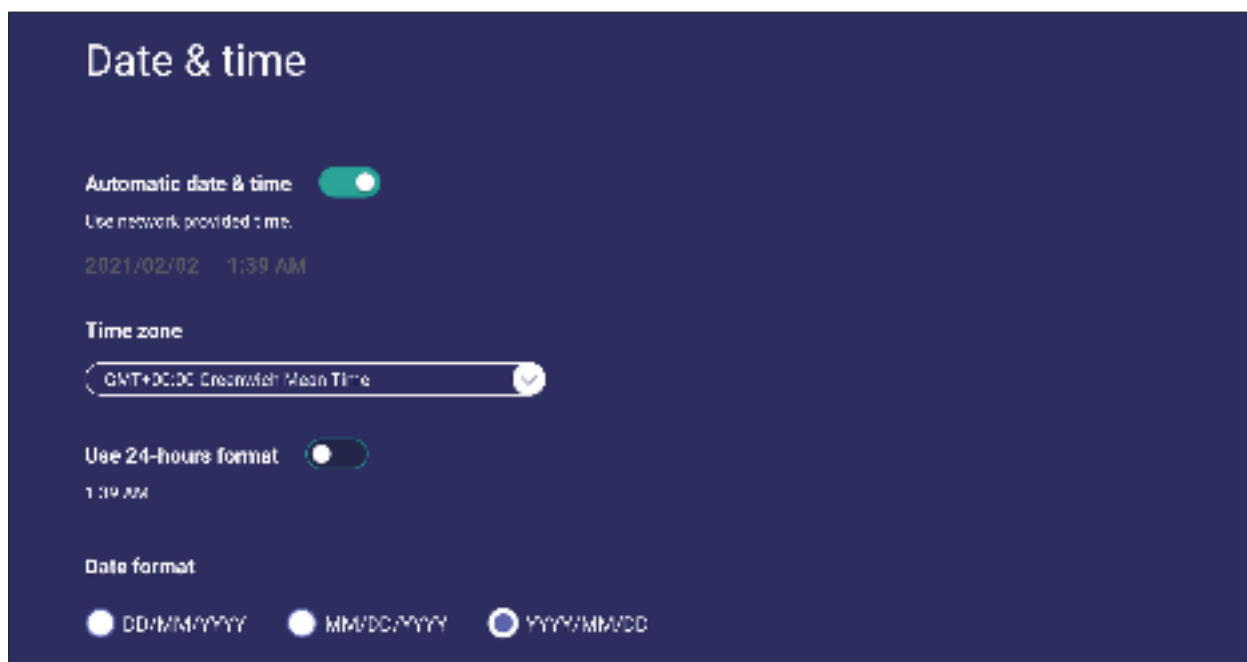 Date & time
Automatic date & time
Use network provided time.
2021/02/02 1:39 AM
Time zone
GMT+00:00 Greenwich Mean Time
Use 24-hours format
1:39 AM
Date format
DD/MM/YYYY MM/DD/YYYY YYYY/MM/DD